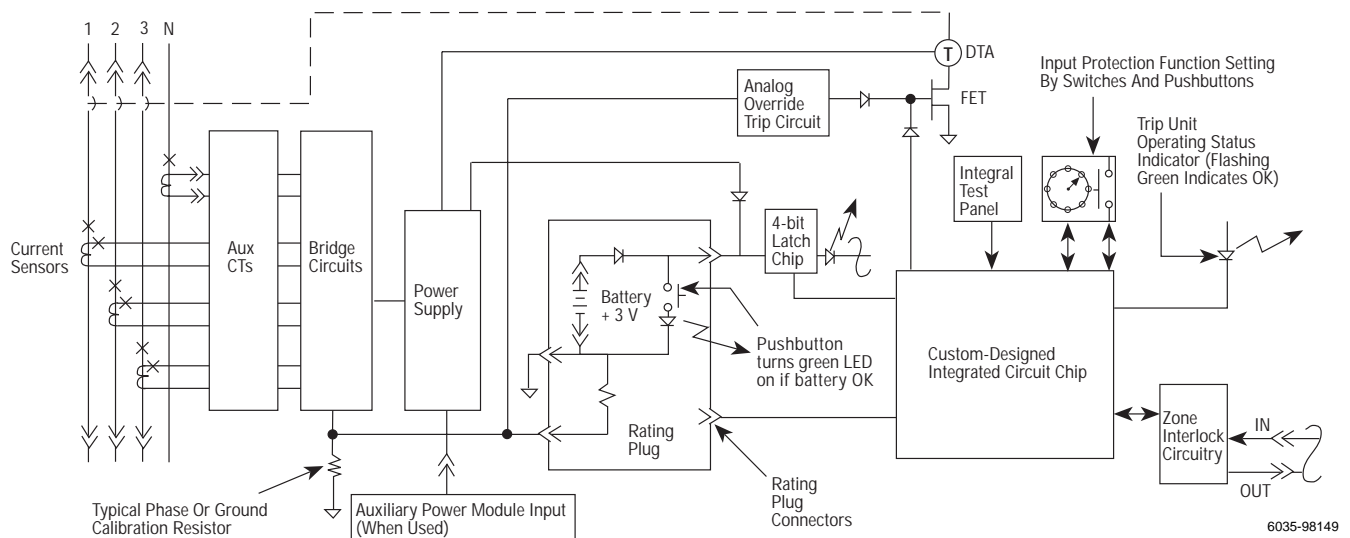 1 2 3 N
DTA
T
FET
Input Protection Function Setting
By Switches And Pushbuttons
Analog
Override
Trip Circuit
Trip Unit
Operating Status
Indicator (Flashing
Green Indicates OK)
Integral
Test
Panel
Current
Sensors
Aux
CTs
Bridge
Circuits
Power
Supply
4-bit
Latch
Chip
Battery
+ 3 V
Pushbutton
turns green LED
on if battery OK
Custom-Designed
Integrated Circuit Chip
Rating
Plug
Zone
Interlock
Circuitry
IN
OUT
Typical Phase Or Ground
Calibration Resistor
Auxiliary Power Module Input
(When Used)
Rating
Plug
Connectors
6035-98149